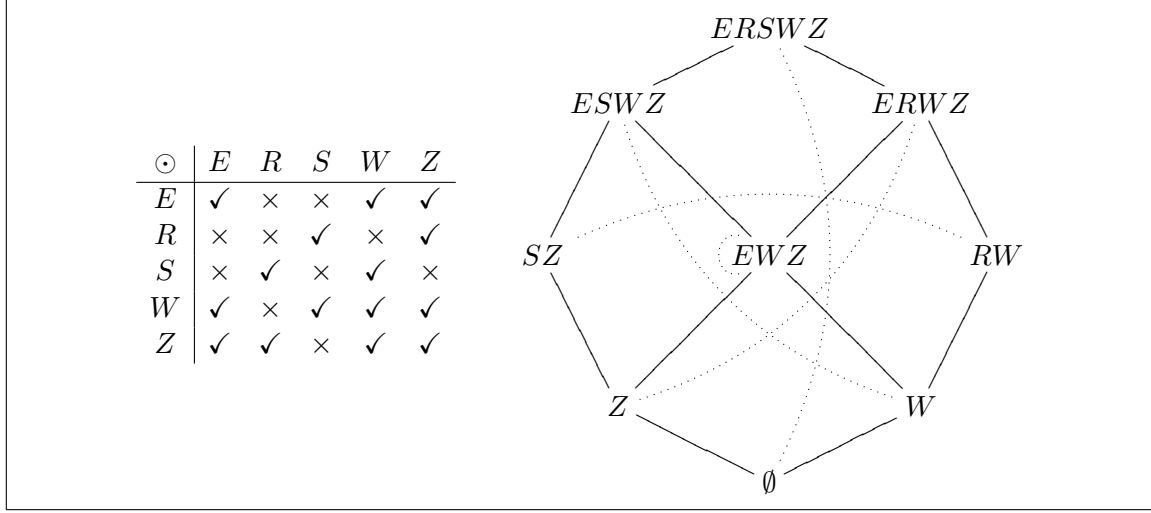 ⊙ E R S W Z
E ✓ × × ✓ ✓
R × × ✓ × ✓
S × ✓ × ✓ ×
W ✓ × ✓ ✓ ✓
Z ✓ ✓ × ✓ ✓
ERSWZ
ESWZ ERWZ
SZ EWZ RW
Z W
∅